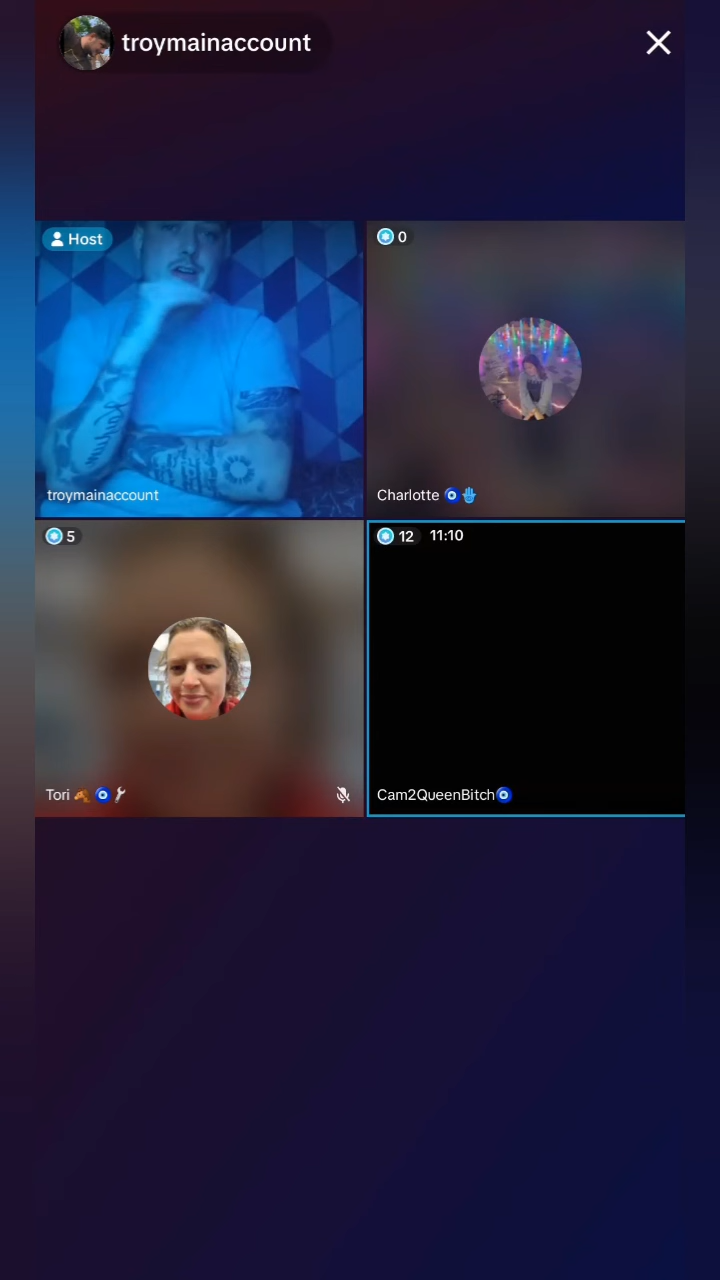 troymainaccount
Host
troymainaccount
0
Charlotte 🧿🪬
5
Tori 🐴🧿🔧
12 11:10
Cam2QueenBitch🧿